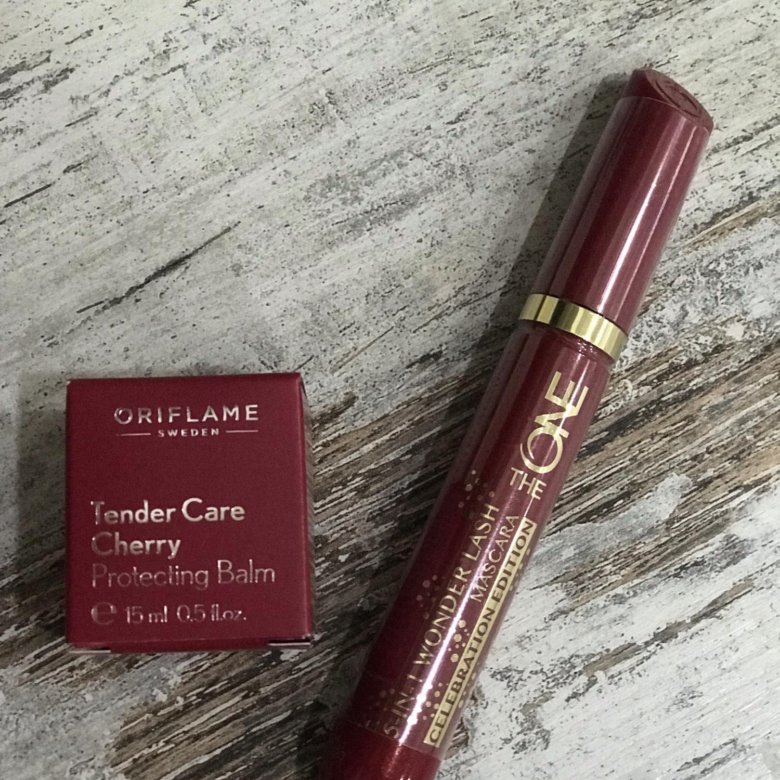 ORIFLAME
SWEDEN
Tender Care
Cherry
Protecting Balm
e 15 ml 0.5 fl.oz.
THE ONE
5-IN-1 WONDER LASH
MASCARA
CELEBRATION EDITION